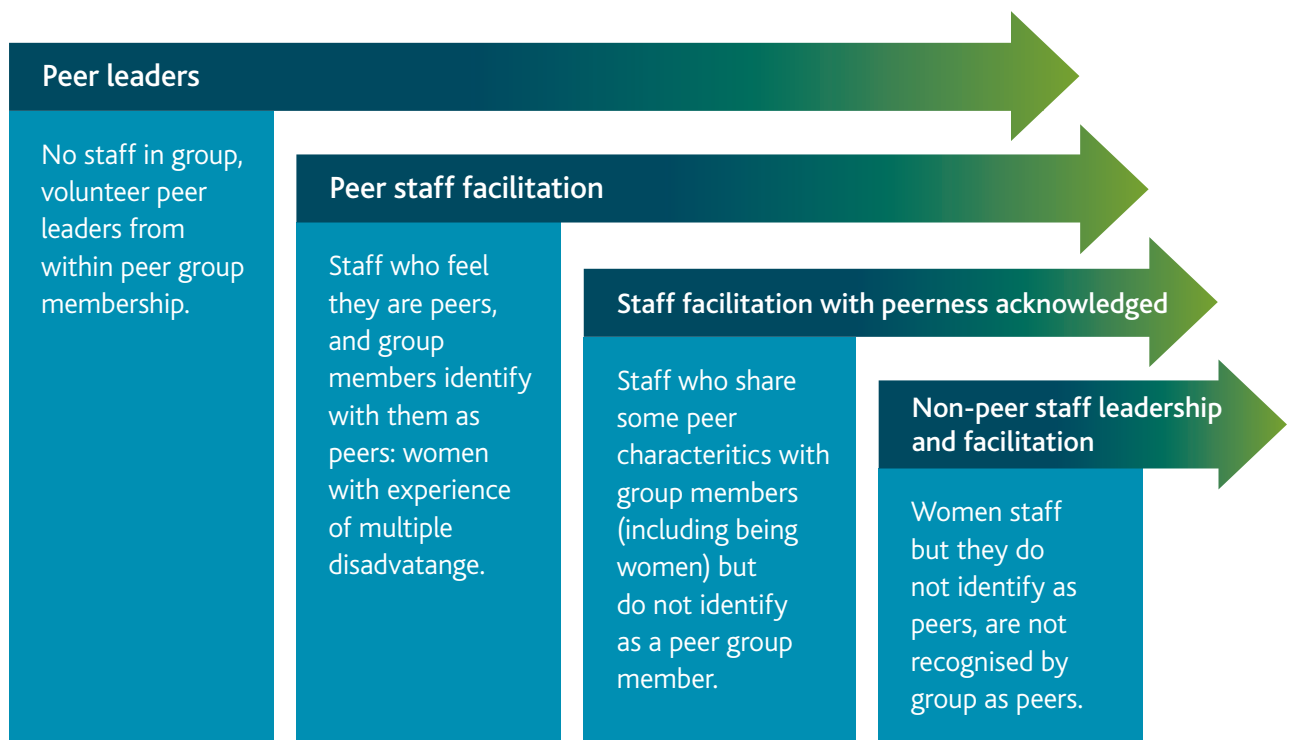 Peer leaders
No staff in group,
volunteer peer
leaders from
within peer group
membership.
Peer staff facilitation
Staff who feel
they are peers,
and group
members identify
with them as
peers: women
with experience
of multiple
disadvatange.
Staff facilitation with peerness acknowledged
Staff who share
some peer
characteritics with
group members
(including being
women) but
do not identify
as a peer group
member.
Non-peer staff leadership
and facilitation
Women staff
but they do
not identify as
peers, are not
recognised by
group as peers.